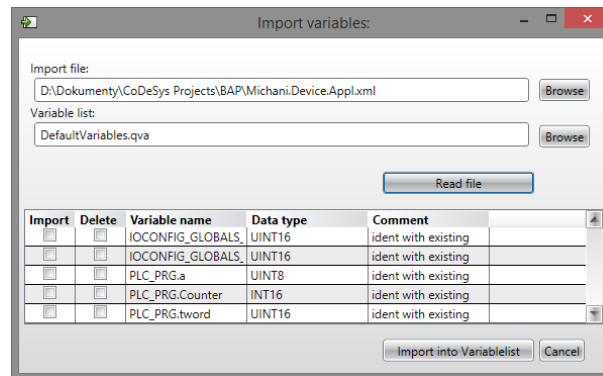 Import variables:
Import file:
D:\Dokumenty\CoDeSys Projects\BAP\Michani.Device.Appl.xml Browse
Variable list:
DefaultVariables.qva Browse
Read file
Import Delete Variable name Data type Comment
IOCONFIG_GLOBALS_ UINT16 ident with existing
IOCONFIG_GLOBALS_ UINT16 ident with existing
PLC_PRG.a UINT8 ident with existing
PLC_PRG.Counter INT16 ident with existing
PLC_PRG.tword UINT16 ident with existing
Import into Variablelist Cancel